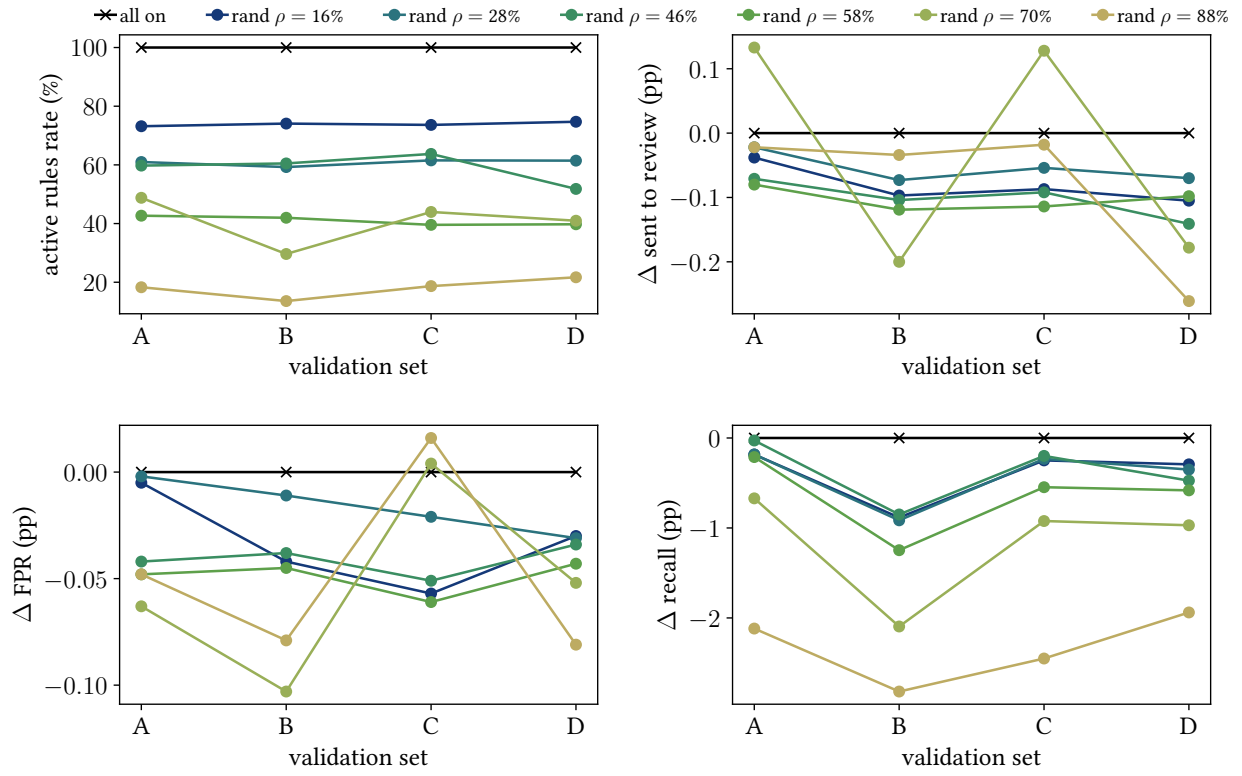 all on rand ρ = 16% rand ρ = 28% rand ρ = 46% rand ρ = 58% rand ρ = 70% rand ρ = 88%
active rules rate (%)
100
80
60
40
20
A B C D
validation set
Δ sent to review (pp)
0.1
0.0
−0.1
−0.2
A B C D
validation set
Δ FPR (pp)
0.00
−0.05
−0.10
A B C D
validation set
Δ recall (pp)
0
−1
−2
A B C D
validation set